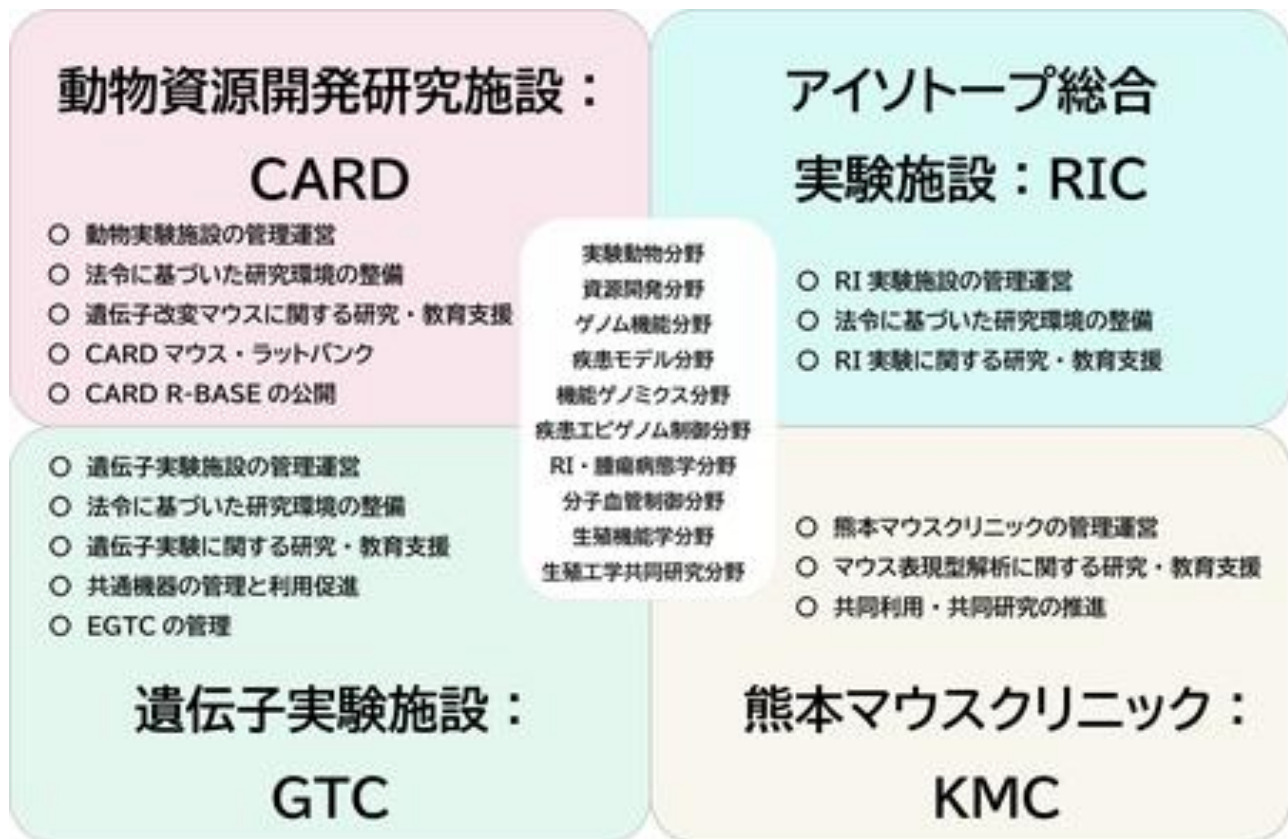 動物資源開発研究施設：
CARD
○ 動物実験施設の管理運営
○ 法令に基づいた研究環境の整備
○ 遺伝子改変マウスに関する研究・教育支援
○ CARD マウス・ラットバンク
○ CARD R-BASE の公開
アイソトープ総合
実験施設：RIC
○ RI 実験施設の管理運営
○ 法令に基づいた研究環境の整備
○ RI 実験に関する研究・教育支援
実験動物分野
資源開発分野
ゲノム機能分野
疾患モデル分野
機能ゲノミクス分野
疾患エピゲノム制御分野
RI・腫瘍病態学分野
分子血管制御分野
生殖機能学分野
生殖工学共同研究分野
○ 遺伝子実験施設の管理運営
○ 法令に基づいた研究環境の整備
○ 遺伝子実験に関する研究・教育支援
○ 共通機器の管理と利用促進
○ EGTC の管理
遺伝子実験施設：
GTC
○ 熊本マウスクリニックの管理運営
○ マウス表現型解析に関する研究・教育支援
○ 共同利用・共同研究の推進
熊本マウスクリニック：
KMC